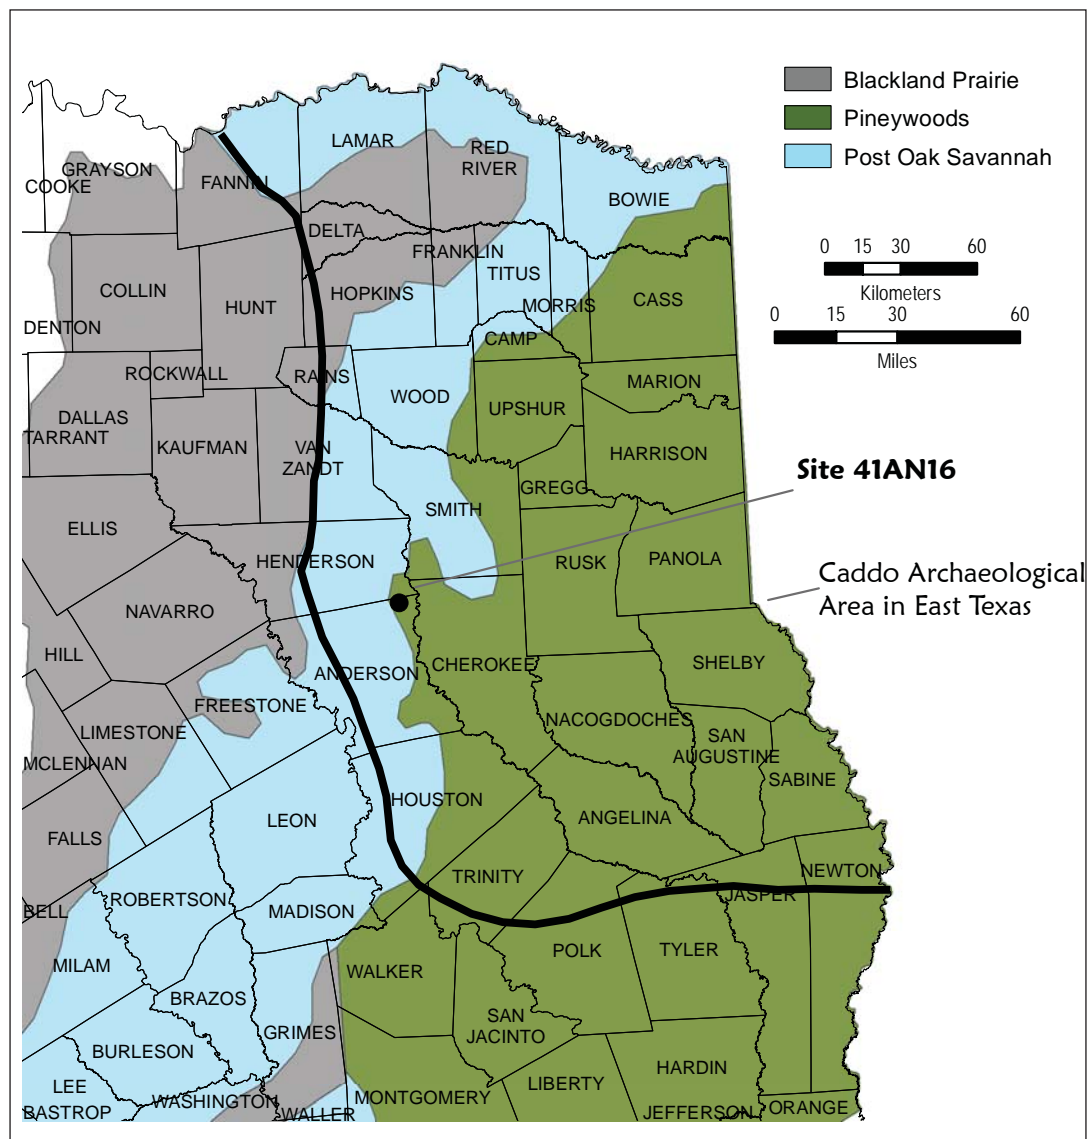 Blackland Prairie
Pineywoods
Post Oak Savannah
0 15 30 60
Kilometers
0 15 30 60
Miles
Site 41AN16
Caddo Archaeological
Area in East Texas
LAMAR
RED
RIVER
GRAYSON
COOKE
FANNIN
BOWIE
DELTA
FRANKLIN
TITUS
COLLIN
HUNT
HOPKINS
MORRIS
CASS
DENTON
CAMP
ROCKWALL
RAINS
WOOD
MARION
UPSHUR
DALLAS
TARRANT
KAUFMAN
VAN
ZANDT
HARRISON
GREGG
SMITH
ELLIS
HENDERSON
RUSK
PANOLA
NAVARRO
HILL
ANDERSON
CHEROKEE
SHELBY
FREESTONE
LIMESTONE
NACOGDOCHES
SAN
AUGUSTINE
MCLENHAN
SABINE
HOUSTON
LEON
ANGELINA
FALLS
TRINITY
NEWTON
JASPER
ROBERTSON
MADISON
BELL
POLK
TYLER
MILAM
WALKER
BRAZOS
SAN
JACINTO
GRIMES
BURLESON
HARDIN
LEE
LIBERTY
BASTROP
WASHINGTON
WALLER
MONTGOMERY
JEFFERSON
ORANGE